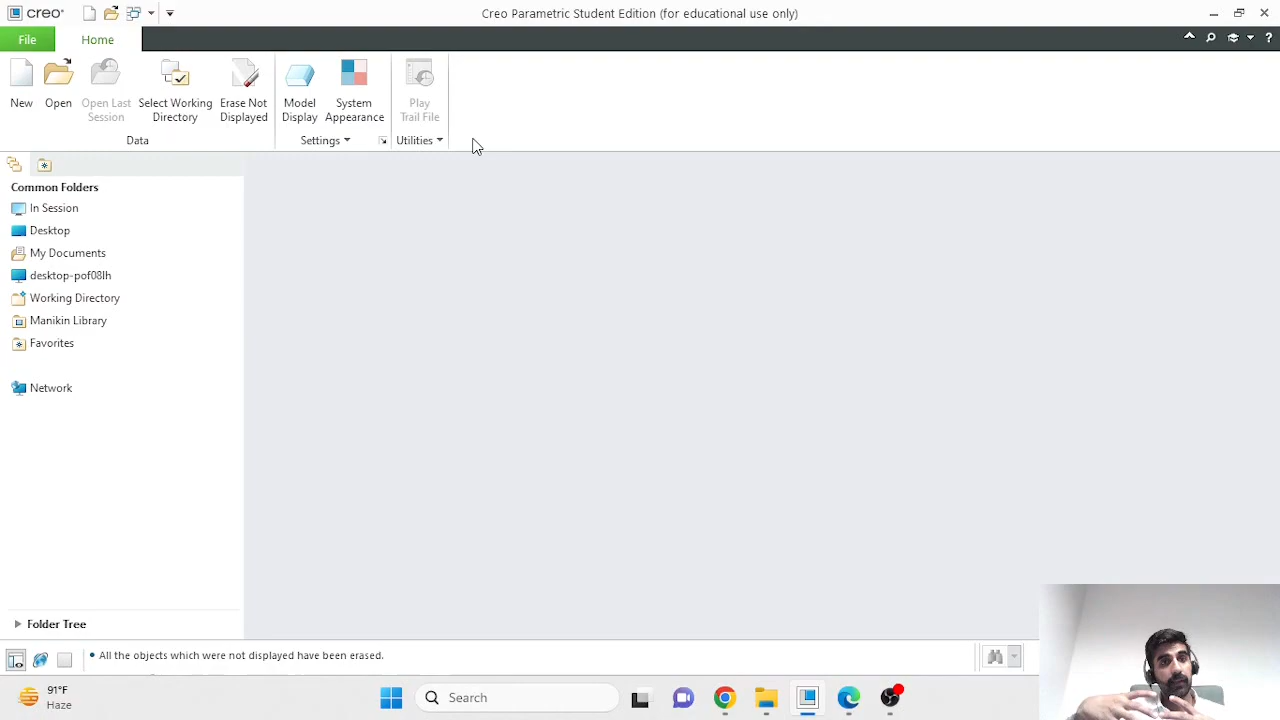 creo
Creo Parametric Student Edition (for educational use only)
File
Home
?
New
Open
Open Last
Session
Select Working
Directory
Erase Not
Displayed
Model
Display
System
Appearance
Play
Trail File
Data
Settings
Utilities
Common Folders
In Session
Desktop
My Documents
desktop-pof08lh
Working Directory
Manikin Library
Favorites
Network
Folder Tree
• All the objects which were not displayed have been erased.
91°F
Haze
Search